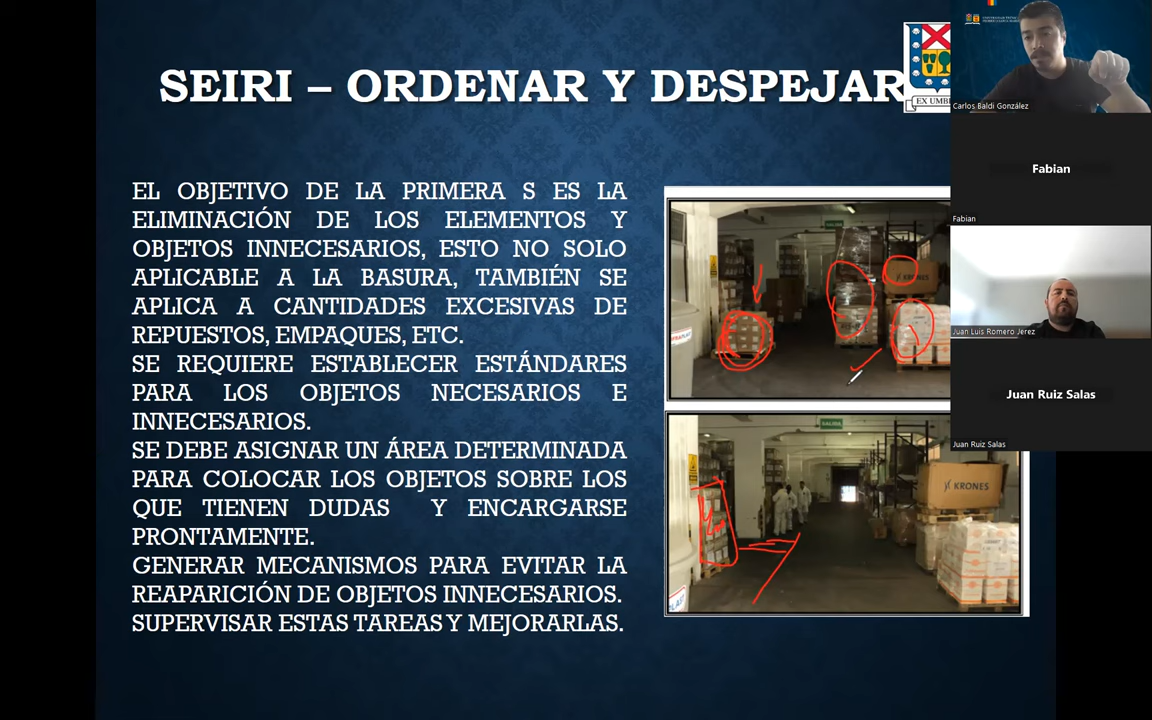 SEIRI – ORDENAR Y DESPEJAR
EX UMB
EL OBJETIVO DE LA PRIMERA S ES LA
ELIMINACIÓN DE LOS ELEMENTOS Y
OBJETOS INNECESARIOS, ESTO NO SOLO
APLICABLE A LA BASURA, TAMBIÉN SE
APLICA A CANTIDADES EXCESIVAS DE
REPUESTOS, EMPAQUES, ETC.
SE REQUIERE ESTABLECER ESTÁNDARES
PARA LOS OBJETOS NECESARIOS E
INNECESARIOS.
SE DEBE ASIGNAR UN ÁREA DETERMINADA
PARA COLOCAR LOS OBJETOS SOBRE LOS
QUE TIENEN DUDAS Y ENCARGARSE
PRONTAMENTE.
GENERAR MECANISMOS PARA EVITAR LA
REAPARICIÓN DE OBJETOS INNECESARIOS.
SUPERVISAR ESTAS TAREAS Y MEJORARLAS.
KRONES
SALIDA
KRONES
Carlos Baldi González
Fabian
Fabian
Juan Luis Romero Jerez
Juan Ruiz Salas
Juan Ruiz Salas